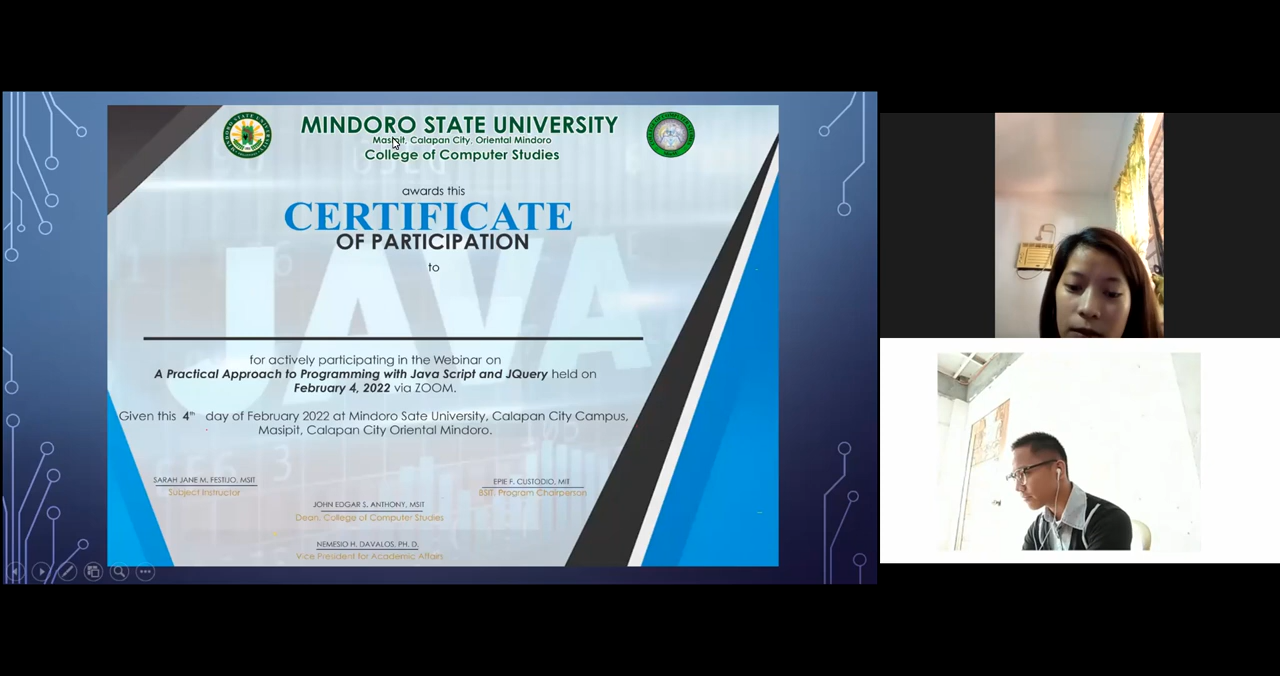 MINDORO STATE UNIVERSITY
Masipit, Calapan City, Oriental Mindoro
College of Computer Studies
awards this
CERTIFICATE
OF PARTICIPATION
to
JAVA
for actively participating in the Webinar on
A Practical Approach to Programming with Java Script and JQuery held on
February 4, 2022 via ZOOM.
Given this 4th day of February 2022 at Mindoro Sate University, Calapan City Campus,
Masipit, Calapan City Oriental Mindoro.
SARAH JANE M. FESTIJO, MSIT
Subject Instructor
EPIE F. CUSTODIO, MIT
BSIT, Program Chairperson
JOHN EDGAR S. ANTHONY, MSIT
Dean, College of Computer Studies
NEMESIO H. DAVALOS, PH. D.
Vice President for Academic Affairs